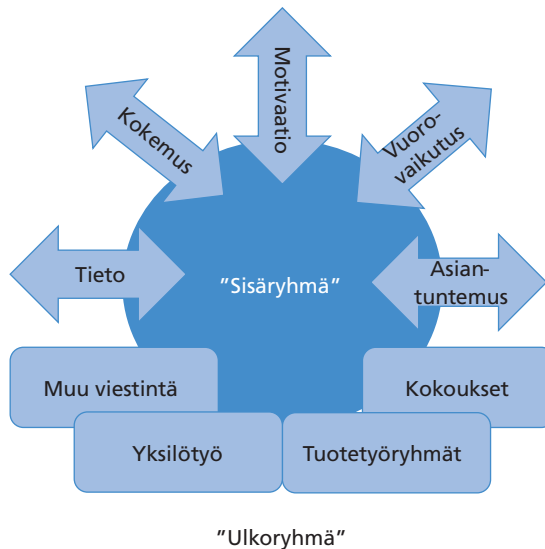 Motivaatio
Kokemus
Vuoro-
vaikutus
Tieto
"Sisäryhmä"
Asian-
tuntemus
Muu viestintä
Kokoukset
Yksilötyö
Tuotetyöryhmät
"Ulkoryhmä"